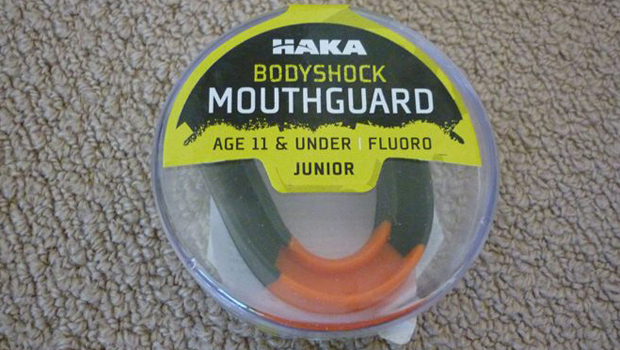 HAKA
BODYSHOCK
MOUTHGUARD
AGE 11 & UNDER | FLUORO
JUNIOR